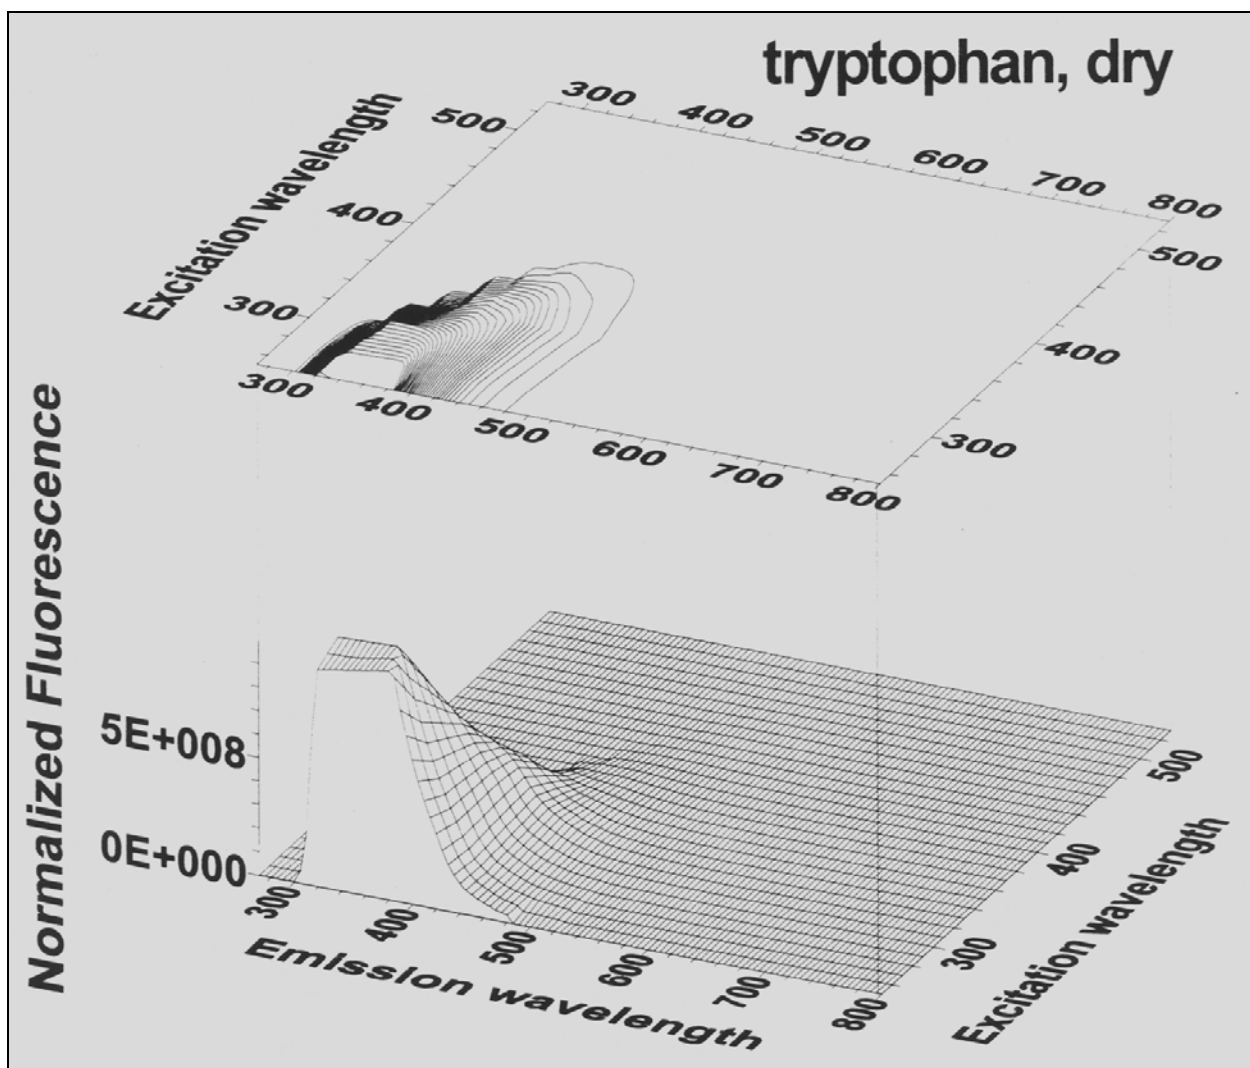 tryptophan, dry
300 400 500 600 700 800
Excitation wavelength
500
400
300
500
400
300
300 400 500 600 700 800
Normalized Fluorescence
5E+008
0E+000
300 400 500 600 700 800
Emission wavelength
500
400
300
Excitation wavelength